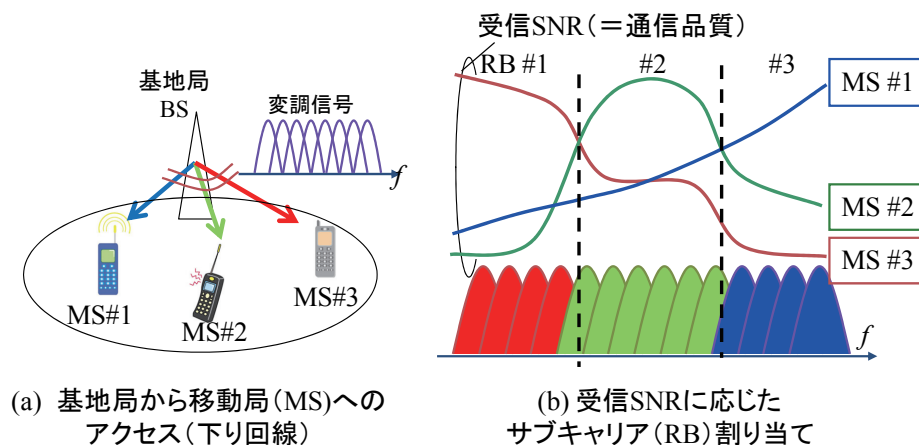 基地局
BS
変調信号
f
MS#1
MS#2
MS#3
(a) 基地局から移動局(MS)への
アクセス(下り回線)
受信SNR(=通信品質)
RB #1
#2
#3
MS #1
MS #2
MS #3
f
(b) 受信SNRに応じた
サブキャリア(RB)割り当て